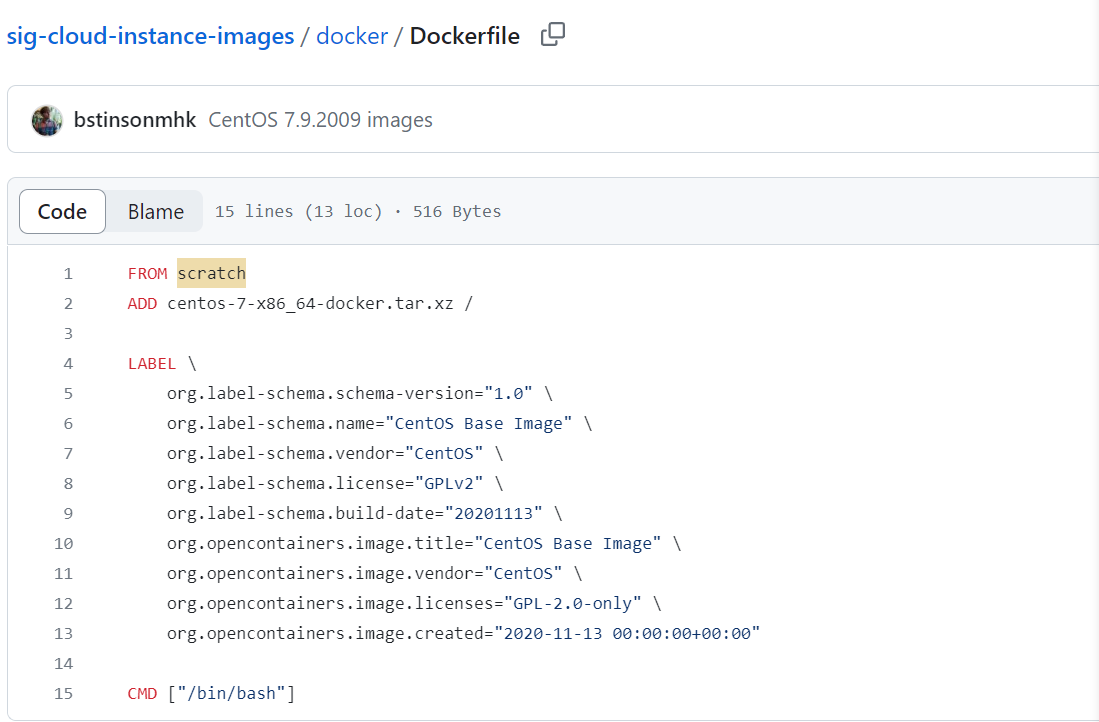 sig-cloud-instance-images / docker / Dockerfile
bstinsonmhk CentOS 7.9.2009 images
Code Blame 15 lines (13 loc) · 516 Bytes
1 FROM scratch
2 ADD centos-7-x86_64-docker.tar.xz /
3
4 LABEL \
5     org.label-schema.schema-version="1.0" \
6     org.label-schema.name="CentOS Base Image" \
7     org.label-schema.vendor="CentOS" \
8     org.label-schema.license="GPLv2" \
9     org.label-schema.build-date="20201113" \
10     org.opencontainers.image.title="CentOS Base Image" \
11     org.opencontainers.image.vendor="CentOS" \
12     org.opencontainers.image.licenses="GPL-2.0-only" \
13     org.opencontainers.image.created="2020-11-13 00:00:00+00:00"
14
15 CMD ["/bin/bash"]